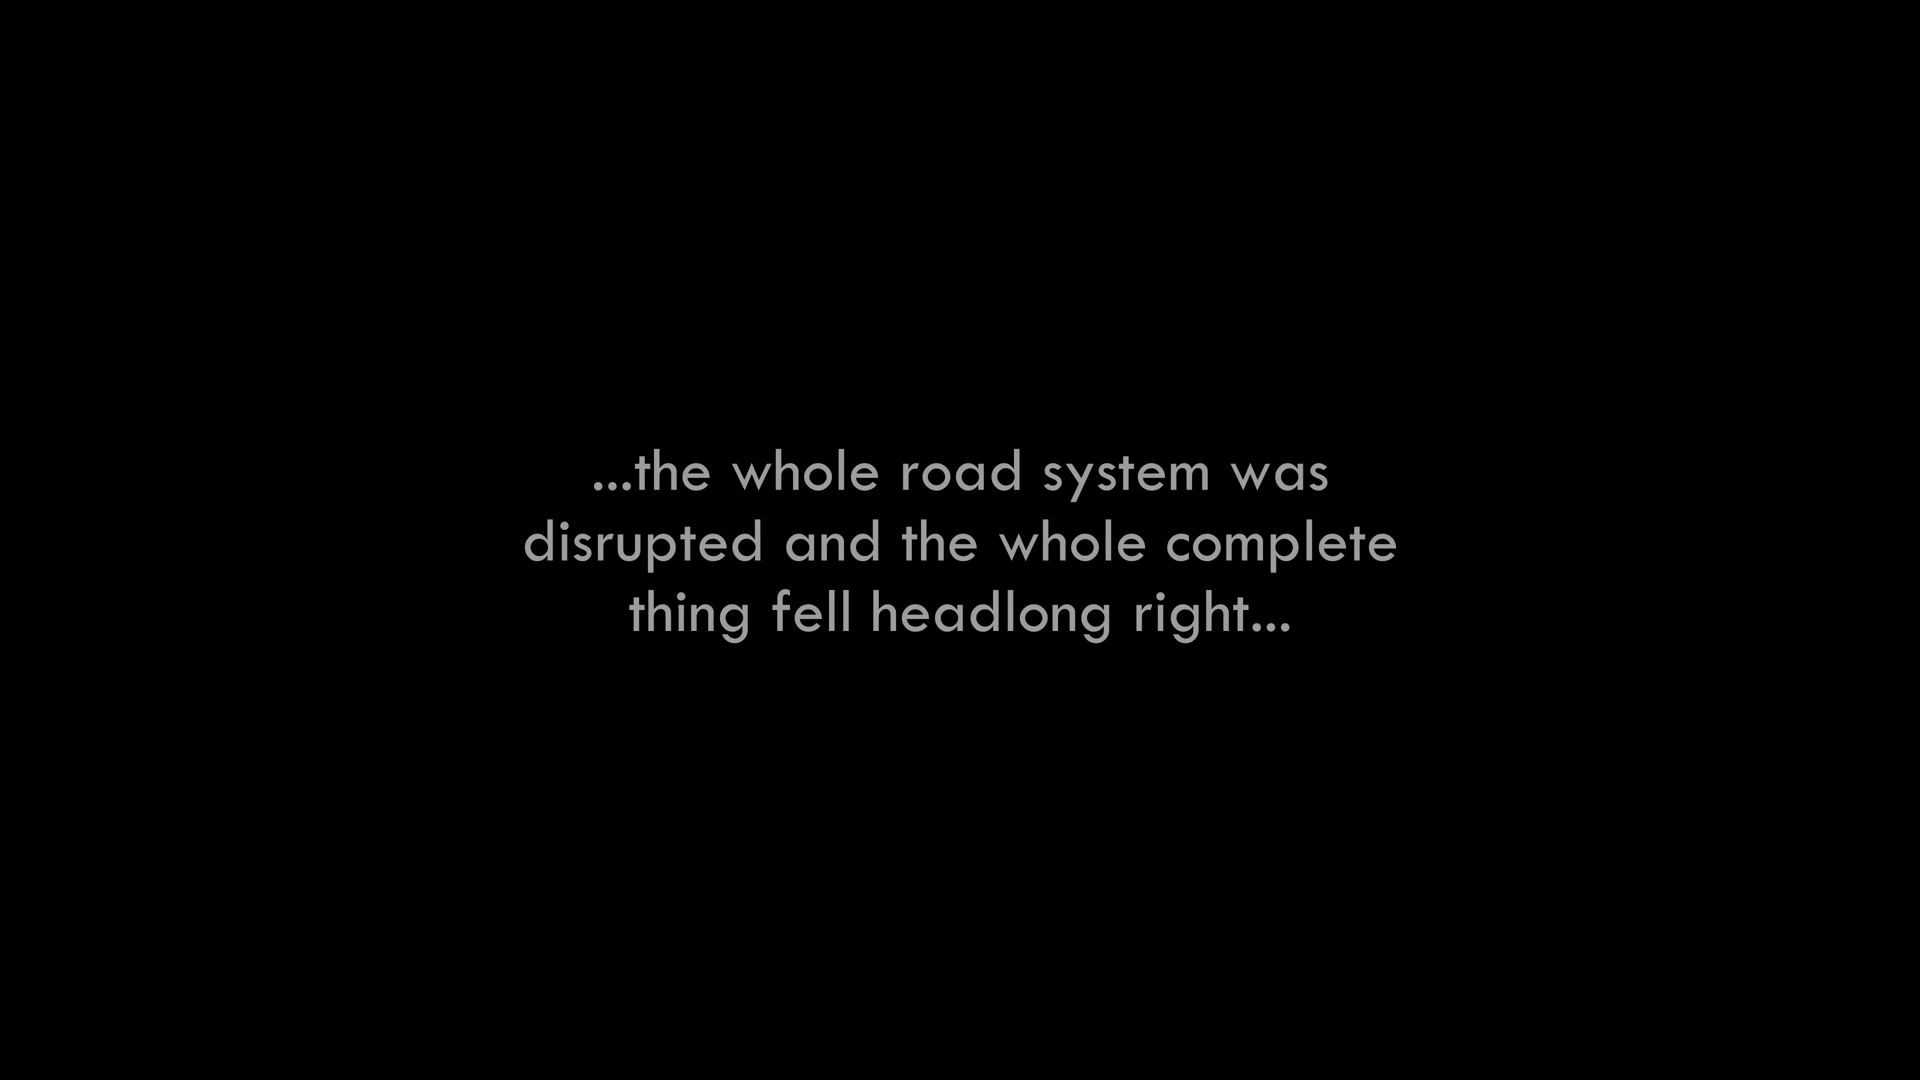 ...the whole road system was
disrupted and the whole complete
thing fell headlong right...